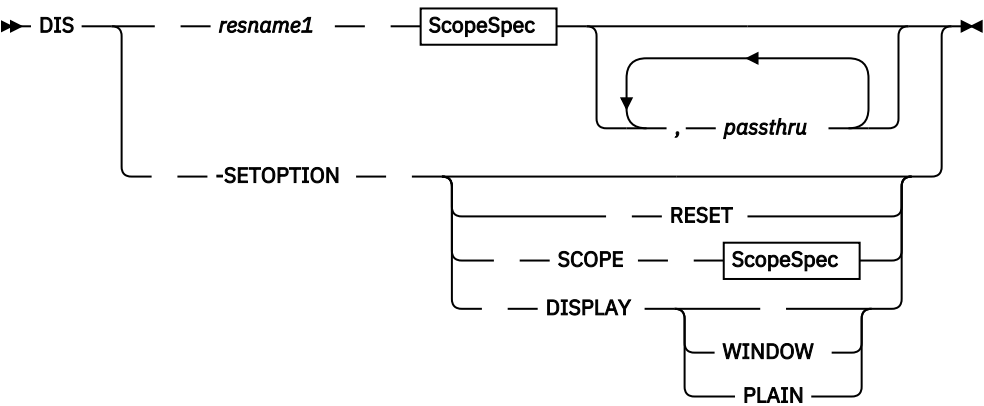 DIS resname1 ScopeSpec
, passthru
-SETOPTION
RESET
SCOPE ScopeSpec
DISPLAY
WINDOW
PLAIN